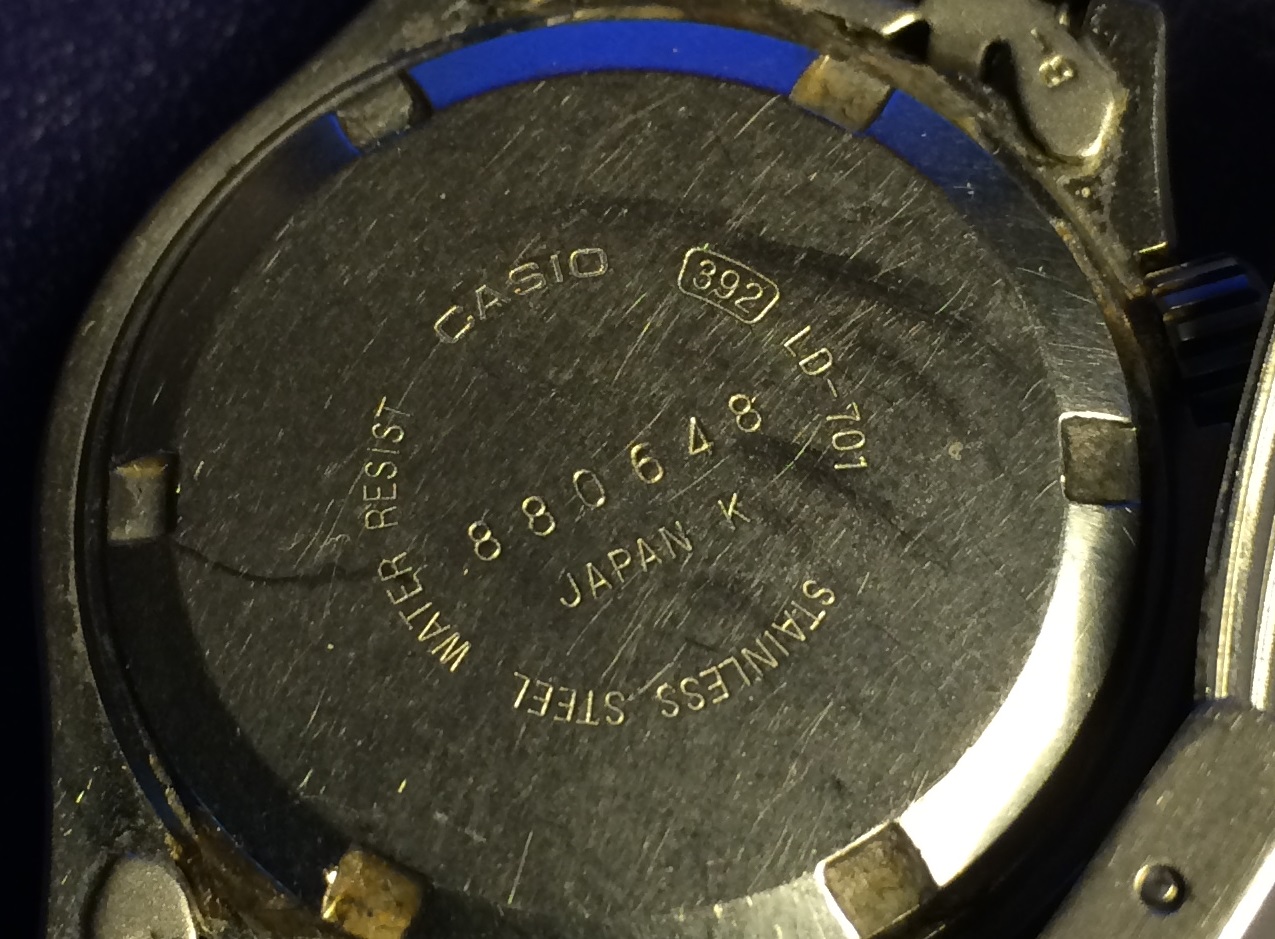 CASIO
392
LD-701
880648
JAPAN K
STAINLESS STEEL
WATER RESIST
B-